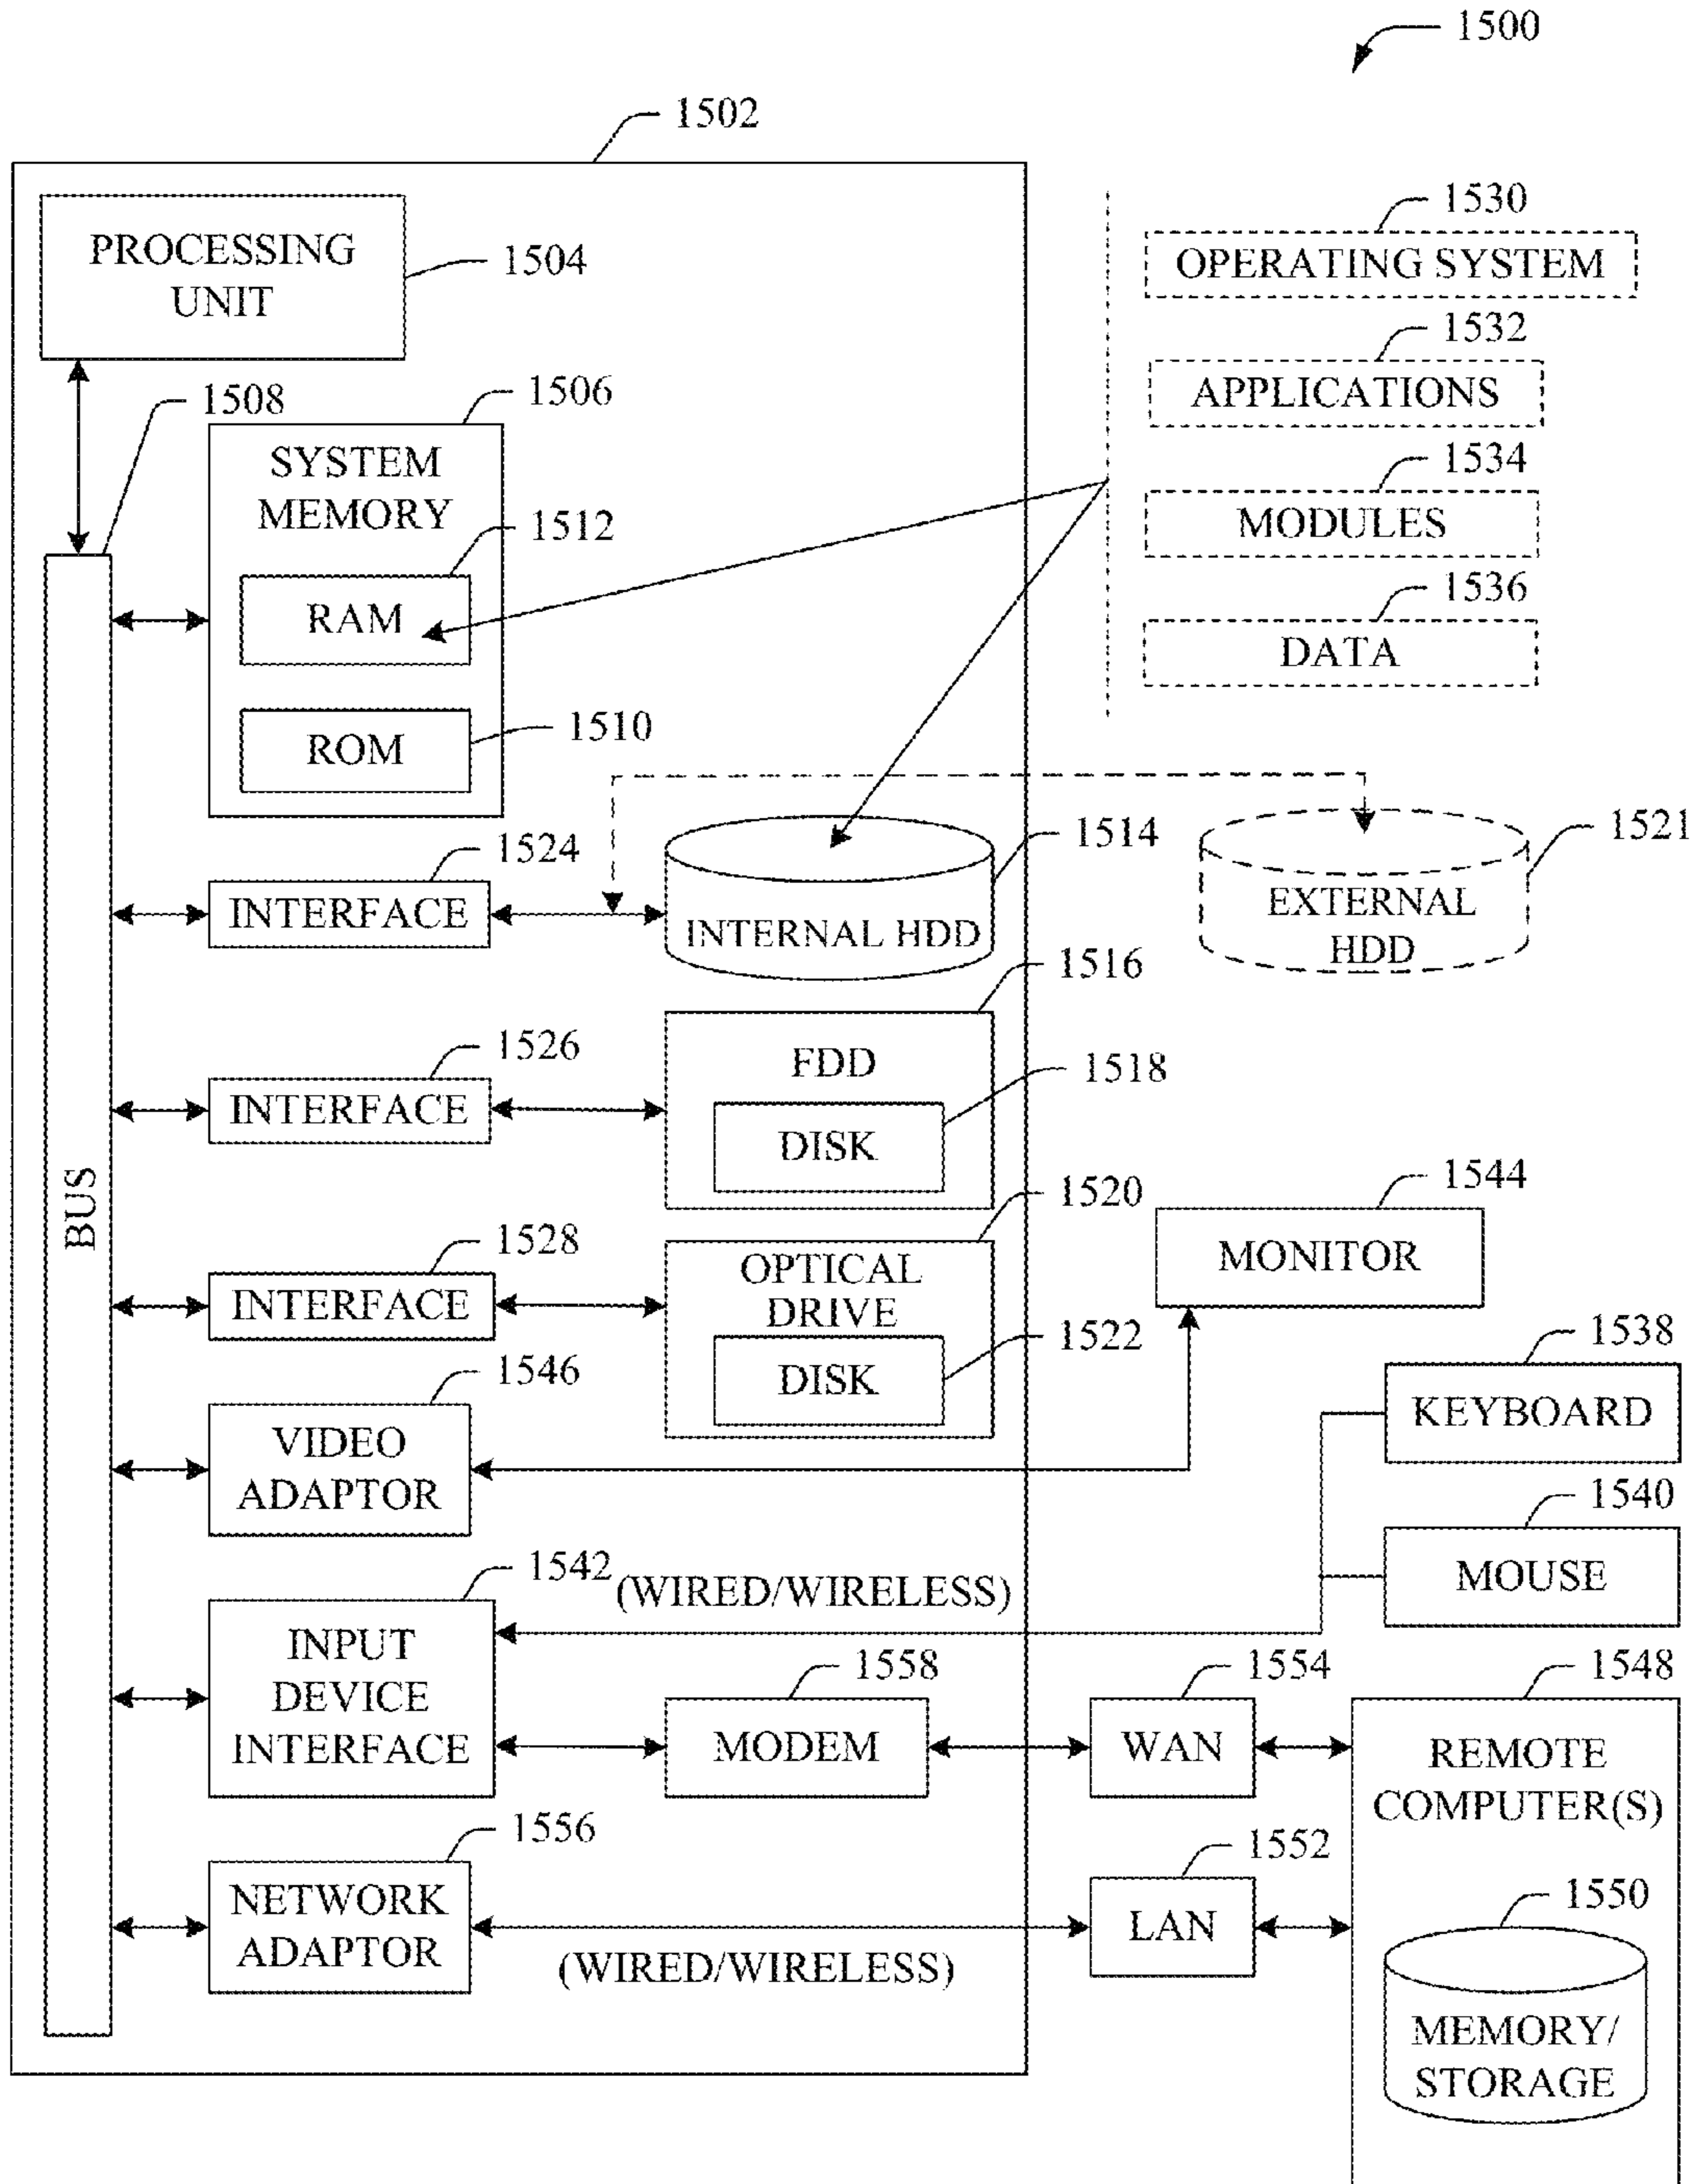 1500
1502
PROCESSING
UNIT
1504
1530
OPERATING SYSTEM
1532
APPLICATIONS
1534
MODULES
1536
DATA
1508
1506
SYSTEM
MEMORY
1512
RAM
1510
ROM
1524
INTERFACE
1514
INTERNAL HDD
1521
EXTERNAL
HDD
1516
FDD
1518
DISK
1526
INTERFACE
BUS
1520
OPTICAL
DRIVE
1522
DISK
1528
INTERFACE
1544
MONITOR
1546
VIDEO
ADAPTOR
1538
KEYBOARD
1540
MOUSE
1542
(WIRED/WIRELESS)
INPUT
DEVICE
INTERFACE
1558
MODEM
1554
WAN
1548
REMOTE
COMPUTER(S)
1556
NETWORK
ADAPTOR
(WIRED/WIRELESS)
1552
LAN
1550
MEMORY/
STORAGE